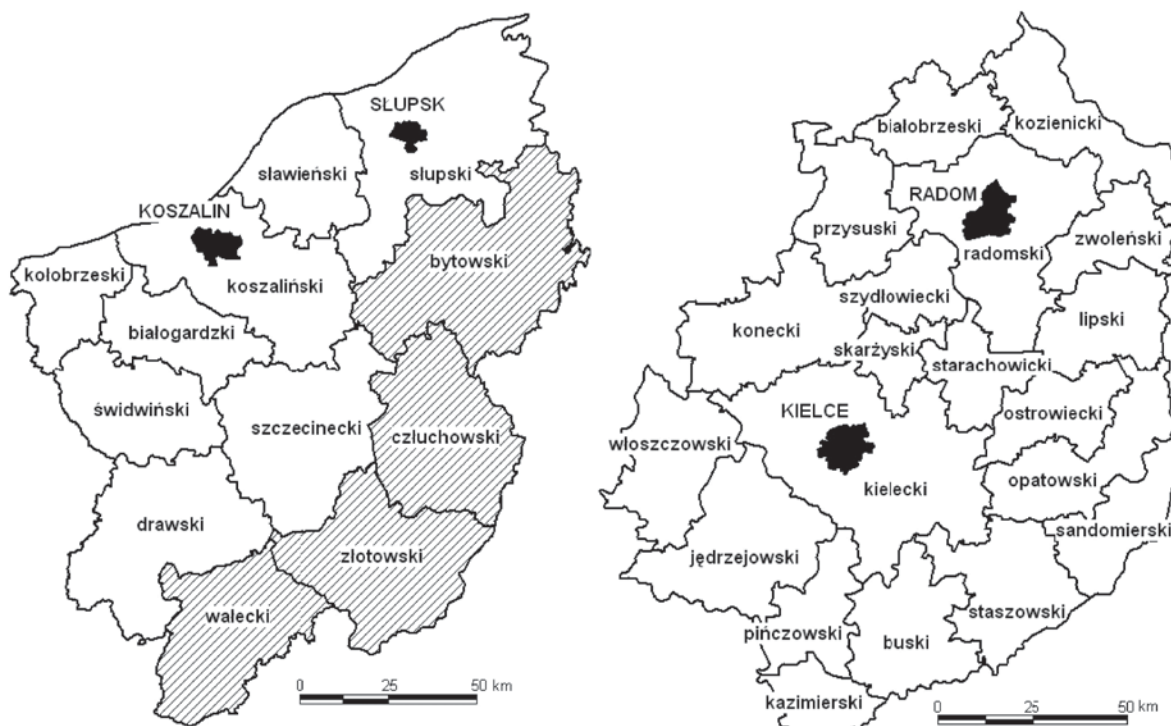 SŁUPSK
sławieński
słupski
KOSZALIN
bytowski
kołobrzeski
koszaliński
białogardzki
świdwiński
szczecinecki
człuchowski
drawski
złotowski
wałecki
0 25 50 km
białobrzeski
kozienicki
RADOM
przysuski
zwoleński
radomski
szydłowiecki
lipski
konecki
skarżyski
starachowicki
KIELCE
ostrowiecki
włoszczowski
opatowski
kielecki
sandomierski
jędrzejowski
staszowski
pińczowski
buski
kazimierski
0 25 50 km